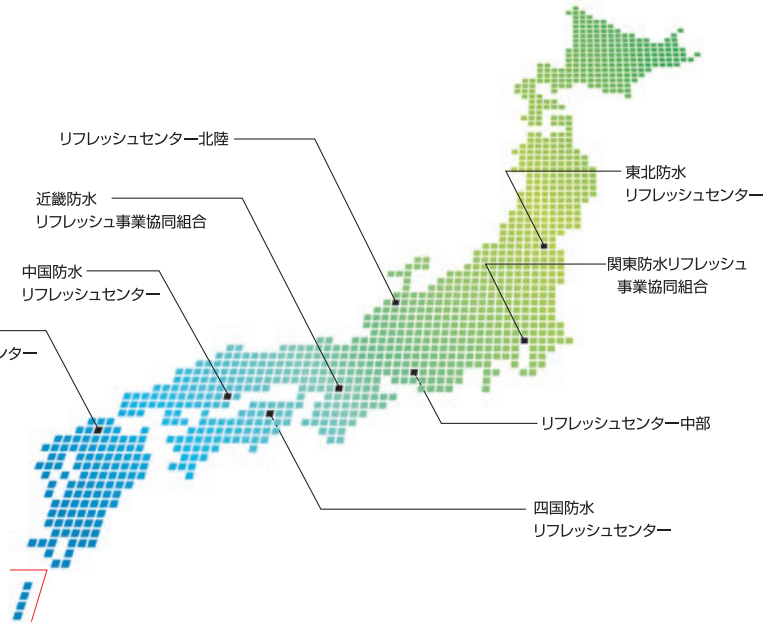 リフレッシュセンター北陸
東北防水
リフレッシュセンター
近畿防水
リフレッシュ事業協同組合
関東防水リフレッシュ
事業協同組合
中国防水
リフレッシュセンター
ンター
リフレッシュセンター中部
四国防水
リフレッシュセンター